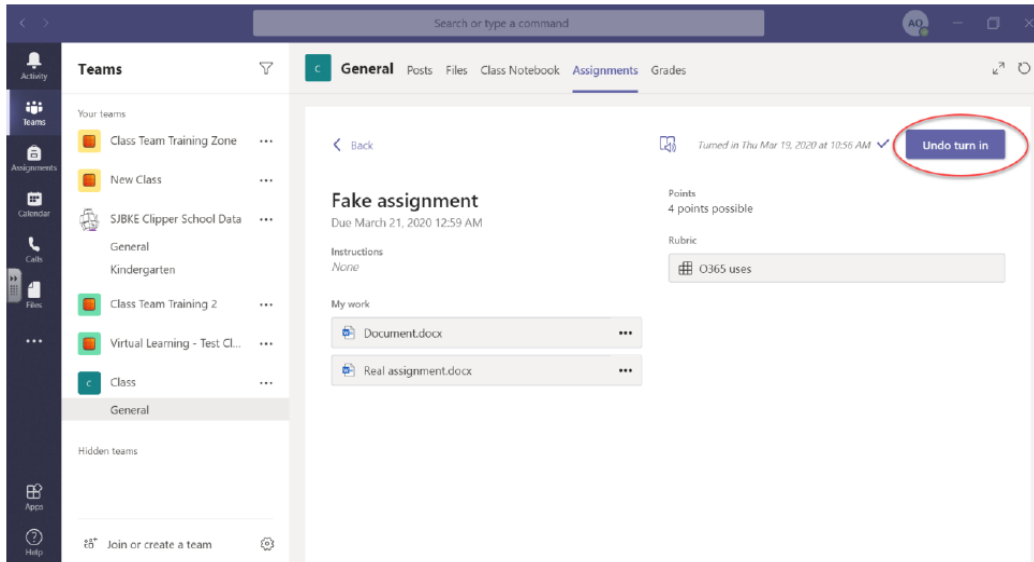 Search or type a command
AO
Activity
Teams
Assignments
Calendar
Calls
Files
Apps
Help
Teams
Your teams
Class Team Training Zone
New Class
SJBKE Clipper School Data
General
Kindergarten
Class Team Training 2
Virtual Learning - Test Cl...
C Class
General
Hidden teams
Join or create a team
C General Posts Files Class Notebook Assignments Grades
Back
Turned in Thu Mar 19, 2020 at 10:56 AM
Undo turn in
Fake assignment
Due March 21, 2020 12:59 AM
Instructions
None
My work
Document.docx
Real assignment.docx
Points
4 points possible
Rubric
O365 uses